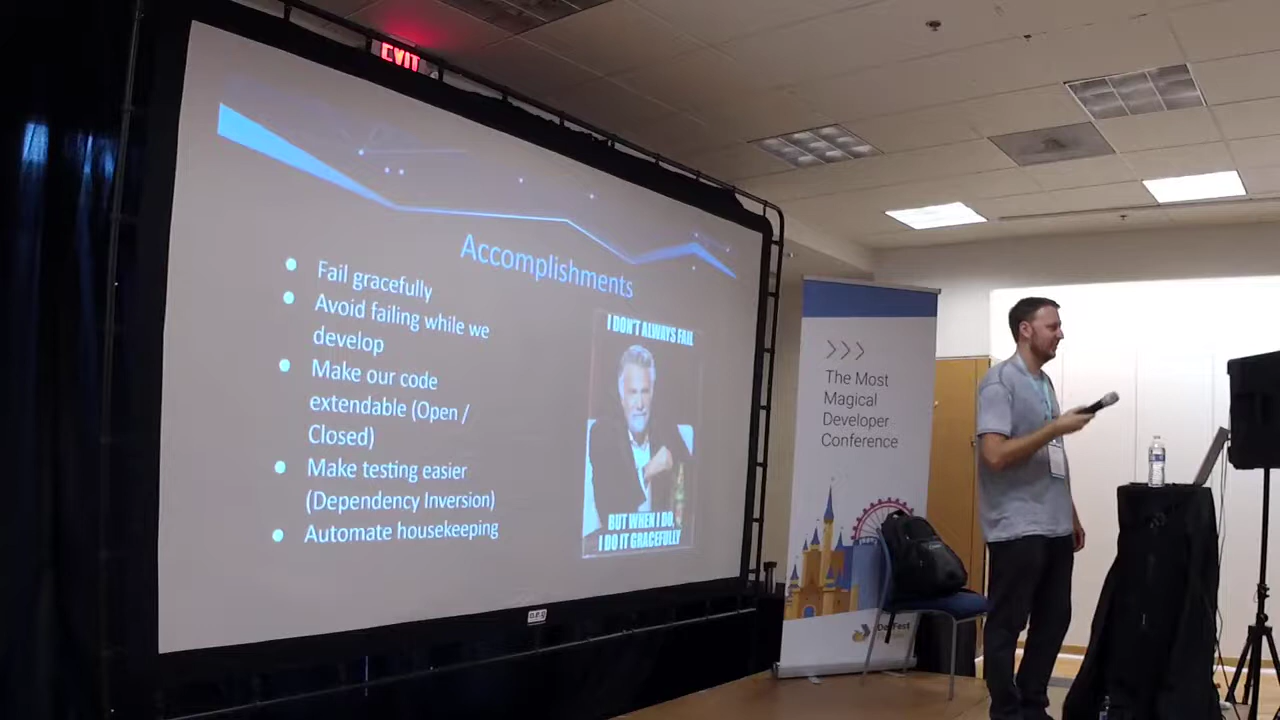 EXIT
Accomplishments
Fail gracefully
Avoid failing while we
develop
Make our code
extendable (Open /
Closed)
Make testing easier
(Dependency Inversion)
Automate housekeeping
I DON'T ALWAYS FAIL
BUT WHEN I DO,
I DO IT GRACEFULLY
The Most
Magical
Developer
Conference
DevFest